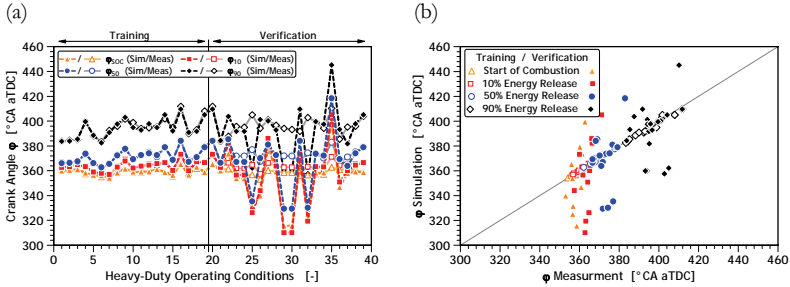 (a)
Training
Verification
/ φSOC (Sim/Meas)
/ φ10 (Sim/Meas)
/ φ50 (Sim/Meas)
/ φ90 (Sim/Meas)
Crank Angle φ [°CA aTDC]
460
440
420
400
380
360
340
320
300
0 5 10 15 20 25 30 35 40
Heavy-Duty Operating Conditions [-]
(b)
Training / Verification
Start of Combustion
10% Energy Release
50% Energy Release
90% Energy Release
φ Simulation [°CA aTDC]
460
440
420
400
380
360
340
320
300
300 320 340 360 380 400 420 440 460
φ Measurment [°CA aTDC]